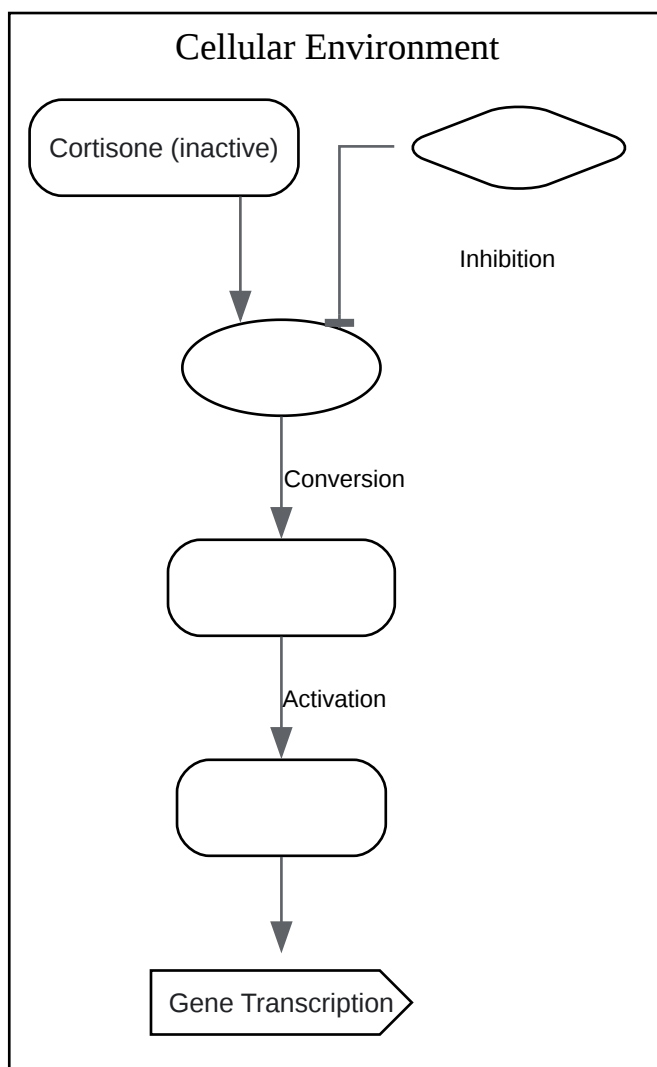 Cellular Environment
Cortisone (inactive)
Inhibition
Conversion
Activation
Gene Transcription